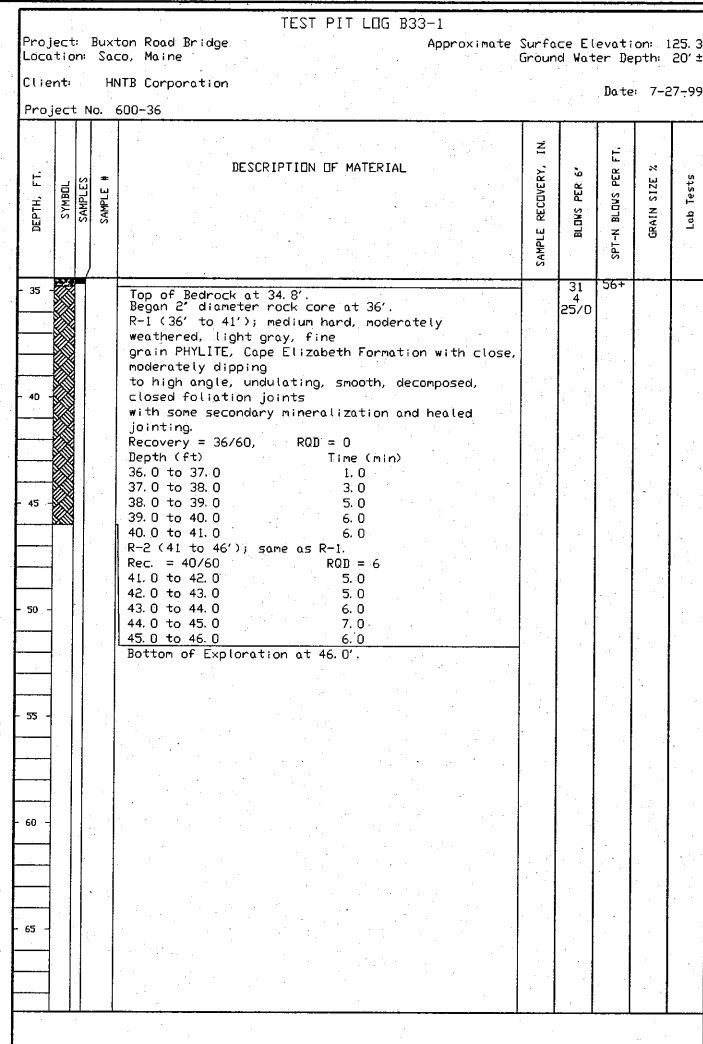 TEST PIT LOG B33-1
Project: Buxton Road Bridge Approximate Surface Elevation: 125.3
Location: Saco, Maine Ground Water Depth: 20'±
Client: HNTB Corporation Date: 7-27-99
Project No. 600-36
DEPTH, FT.
SYMBOL
SAMPLES
SAMPLE #
DESCRIPTION OF MATERIAL
SAMPLE RECOVERY, IN.
BLOWS PER 6"
SPT-N BLOWS PER FT.
GRAIN SIZE %
Lab Tests
35
Top of Bedrock at 34.8'. 31 56+
Began 2" diameter rock core at 36'. 4
R-1 (36' to 41'); medium hard, moderately 25/0
weathered, light gray, fine
grain PHYLITE, Cape Elizabeth Formation with close,
moderately dipping
to high angle, undulating, smooth, decomposed,
40 closed foliation joints
with some secondary mineralization and healed
jointing.
Recovery = 36/60, RQD = 0
Depth (ft) Time (min)
36.0 to 37.0 1.0
37.0 to 38.0 3.0
45 38.0 to 39.0 5.0
39.0 to 40.0 6.0
40.0 to 41.0 6.0
R-2 (41 to 46'); same as R-1.
Rec. = 40/60 RQD = 6
41.0 to 42.0 5.0
42.0 to 43.0 5.0
50 43.0 to 44.0 6.0
44.0 to 45.0 7.0
45.0 to 46.0 6.0
Bottom of Exploration at 46.0'.
55
60
65